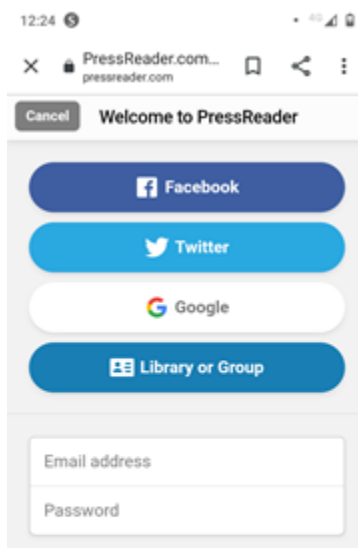 12:24
4G
PressReader.com...
pressreader.com
Cancel
Welcome to PressReader
Facebook
Twitter
Google
Library or Group
Email address
Password